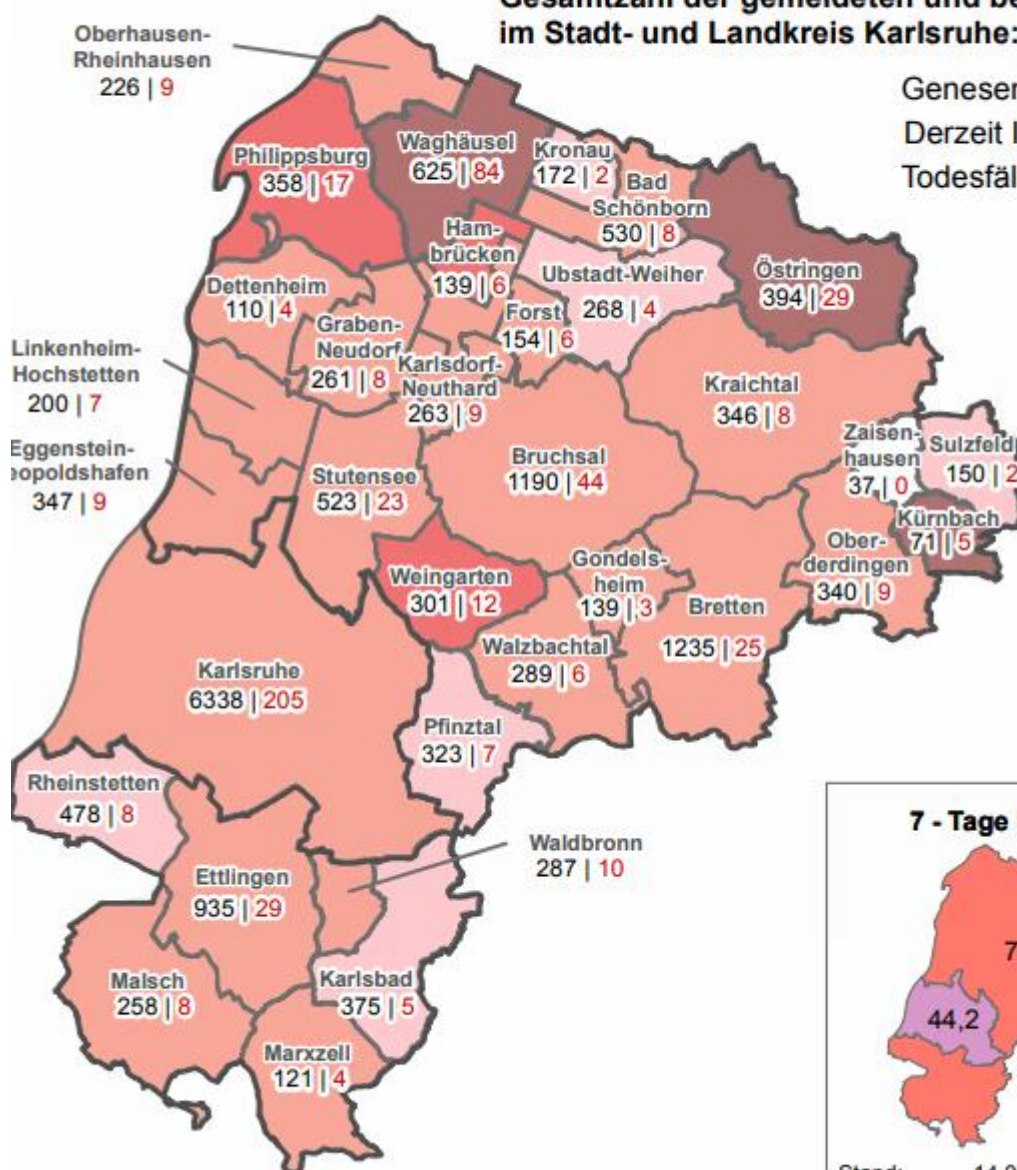 im Stadt- und Landkreis Karlsruhe:
Oberhausen-
Rheinhausen
226 | 9
Todesfäl
Philippsburg
358 | 17
Waghäusel
625 | 84
Kronau
172 | 2
Bad
Schönborn
530 | 8
Ham-
brücken
139 | 6
Ubstadt-Weiher
268 | 4
Östringen
394 | 29
Dettenheim
110 | 4
Forst
154 | 6
Graben-
Neudorf
261 | 8
Karlsdorf-
Neuthard
263 | 9
Linkenheim-
Hochstetten
200 | 7
Kraichtal
346 | 8
Eggenstein-
eopoldshafen
347 | 9
Stutensee
523 | 23
Bruchsal
1190 | 44
Zaisen-
hausen
37 | 0
Sulzfeld
150 | 2
Kürnbach
71 | 5
Ober-
derdingen
340 | 9
Weingarten
301 | 12
Gondels-
heim
139 | 3
Bretten
1235 | 25
Walzbachtal
289 | 6
Karlsruhe
6338 | 205
Pfinztal
323 | 7
Rheinstetten
478 | 8
Waldbronn
287 | 10
Ettlingen
935 | 29
Malsch
258 | 8
Karlsbad
375 | 5
Marxzell
121 | 4
7 - Tage
7
44,2